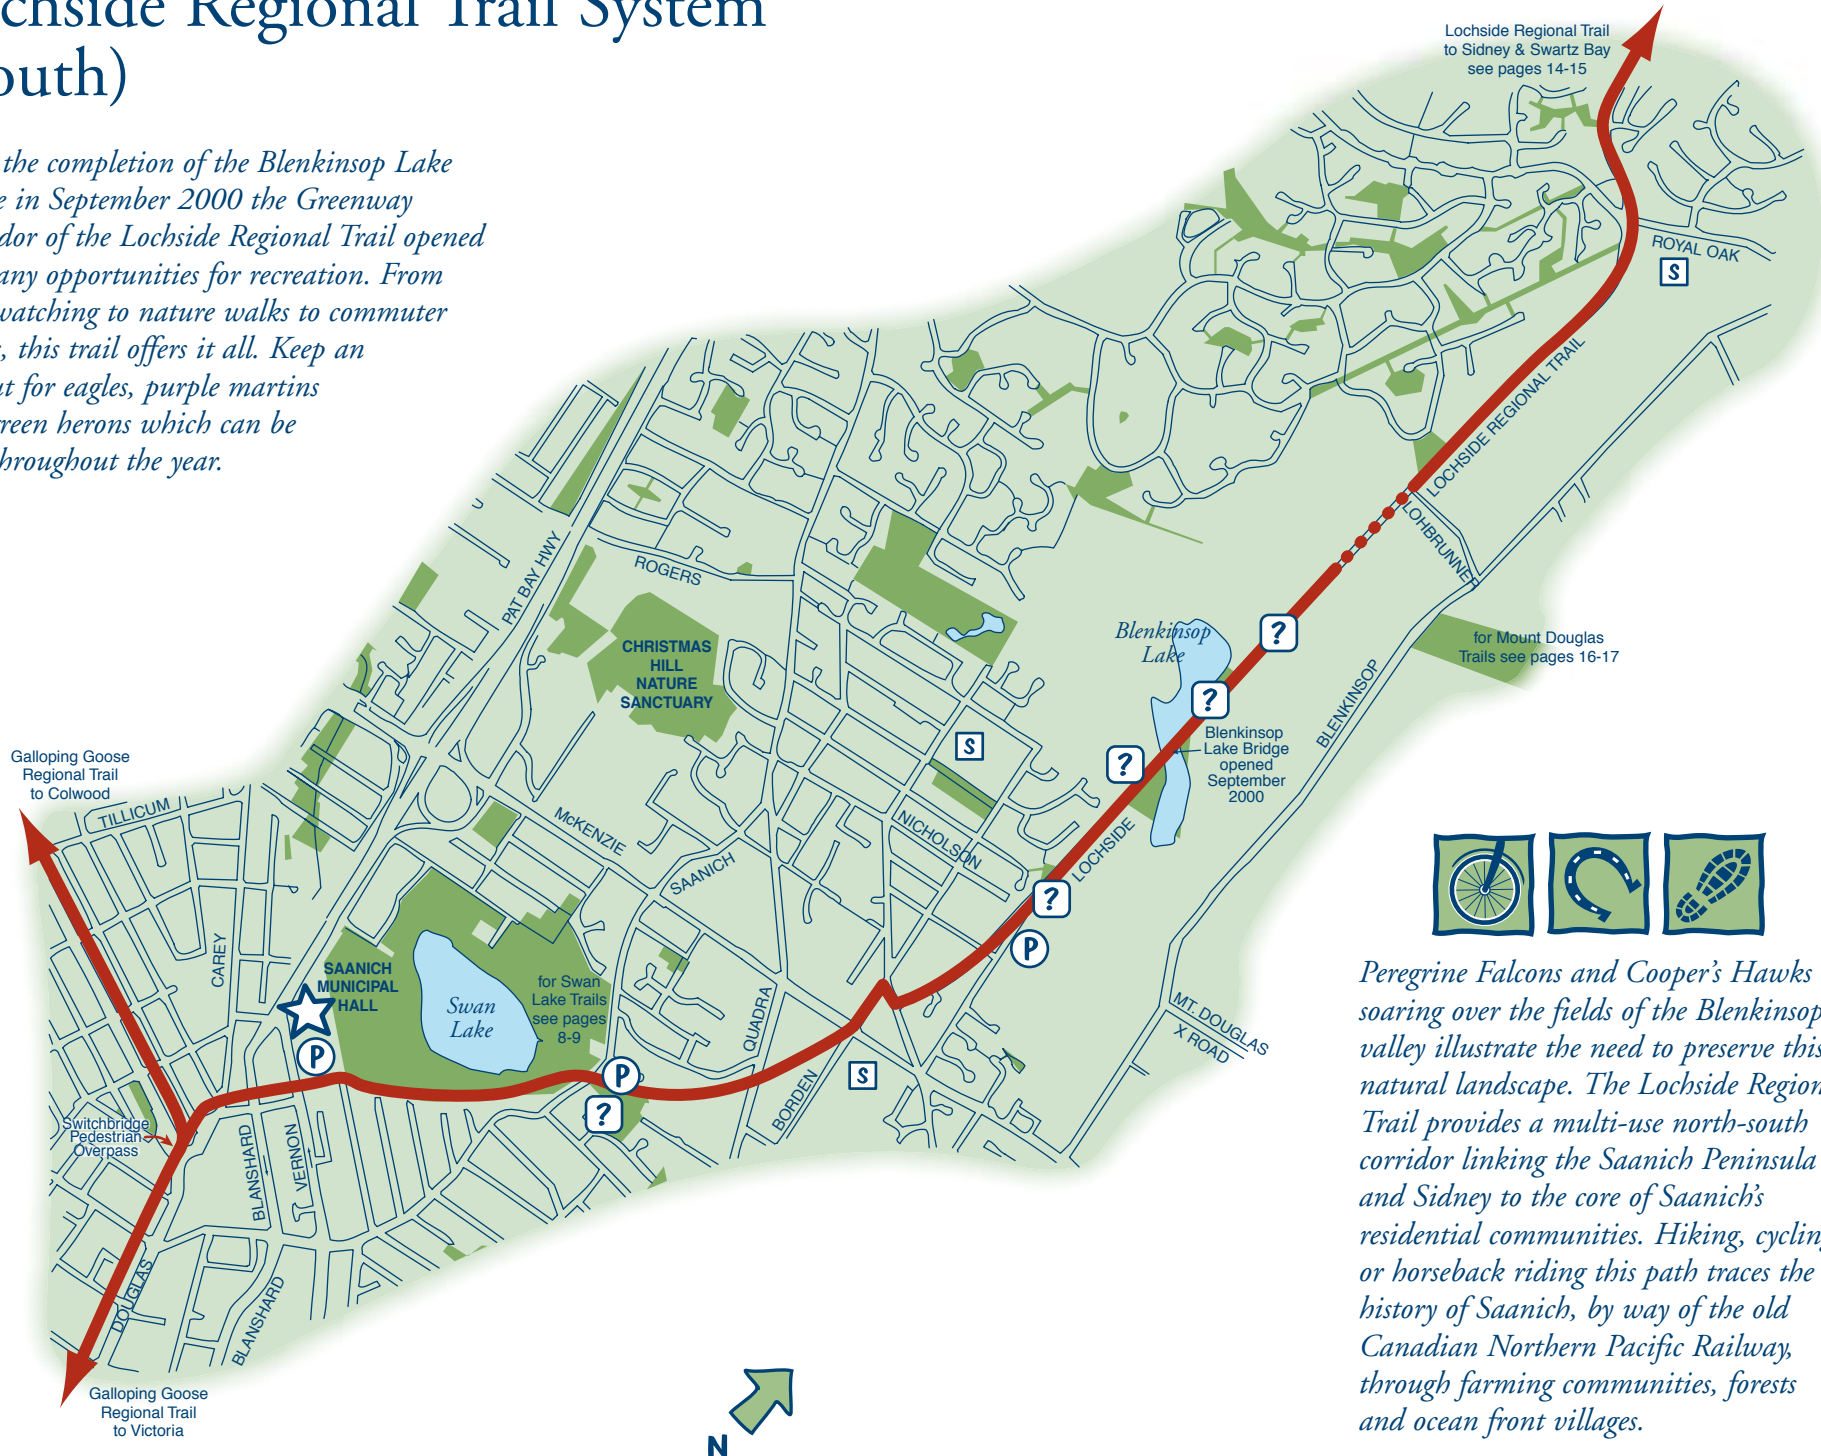 chside Regional Trail System
outh)
the completion of the Blenkinsop Lake
e in September 2000 the Greenway
dor of the Lochside Regional Trail opened
any opportunities for recreation. From
watching to nature walks to commuter
, this trail offers it all. Keep an
ut for eagles, purple martins
reen herons which can be
hroughout the year.
Lochside Regional Trail
to Sidney & Swartz Bay
see pages 14-15
ROYAL OAK
S
LOCHSIDE REGIONAL TRAIL
LOHBRUNNER
for Mount Douglas
Trails see pages 16-17
BLENKINSOP
PAT BAY HWY
ROGERS
CHRISTMAS
HILL
NATURE
SANCTUARY
Blenkinsop
Lake
?
?
?
Blenkinsop
Lake Bridge
opened
September
2000
S
Galloping Goose
Regional Trail
to Colwood
TILLICUM
McKENZIE
SAANICH
NICHOLSON
LOCHSIDE
?
P
CAREY
SAANICH
MUNICIPAL
HALL
P
Swan
Lake
for Swan
Lake Trails
see pages
8-9
QUADRA
MT. DOUGLAS
X ROAD
P
?
S
BORDEN
Switchbridge
Pedestrian
Overpass
BLANSHARD
VERNON
DOUGLAS
BLANSHARD
Galloping Goose
Regional Trail
to Victoria
N
Peregrine Falcons and Cooper's Hawks
soaring over the fields of the Blenkinsop
valley illustrate the need to preserve this
natural landscape. The Lochside Region
Trail provides a multi-use north-south
corridor linking the Saanich Peninsula
and Sidney to the core of Saanich's
residential communities. Hiking, cyclin
or horseback riding this path traces the
history of Saanich, by way of the old
Canadian Northern Pacific Railway,
through farming communities, forests
and ocean front villages.